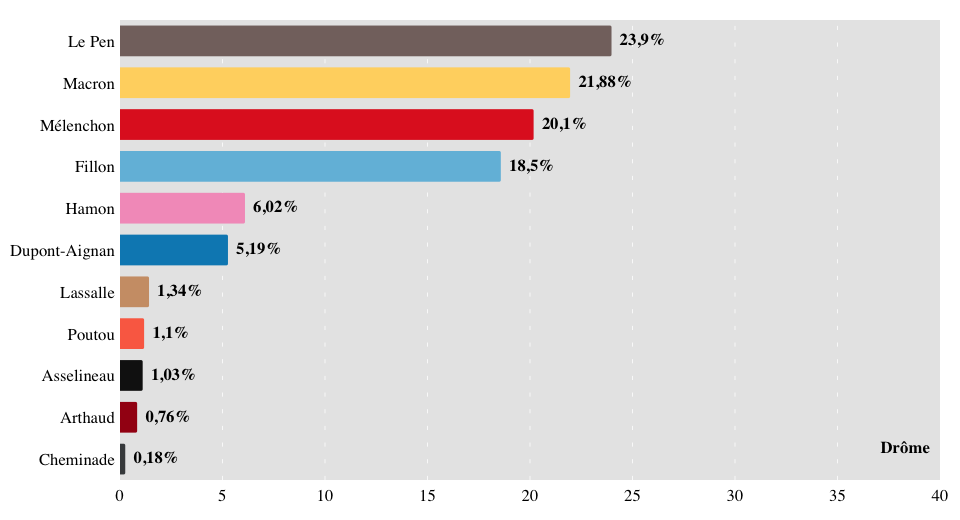 Le Pen 23,9%
Macron 21,88%
Mélenchon 20,1%
Fillon 18,5%
Hamon 6,02%
Dupont-Aignan 5,19%
Lassalle 1,34%
Poutou 1,1%
Asselineau 1,03%
Arthaud 0,76%
Drôme
Cheminade 0,18%
0 5 10 15 20 25 30 35 40